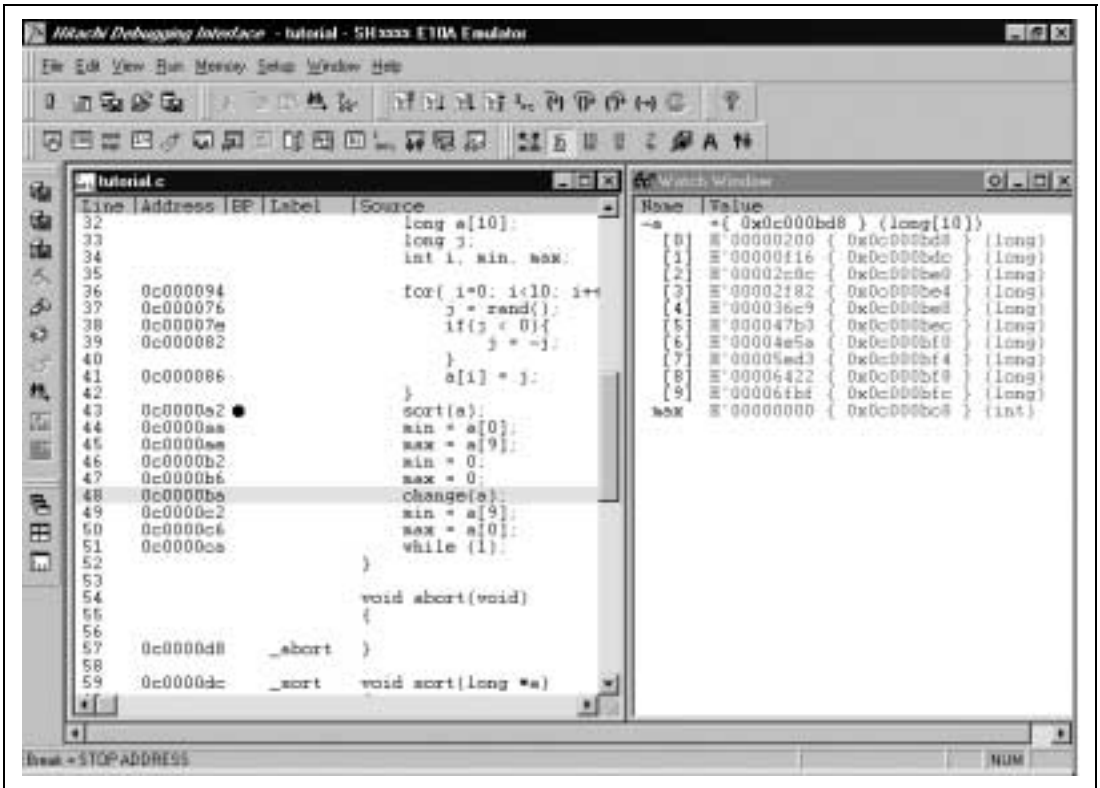 Hitachi Debugging Interface - tutorial - SHxxxx E10A Emulator
File Edit View Run Memory Setup Window Help
tutorial.c
Line Address BP Label Source
32 long a[10];
33 long j;
34 int i, min, max;
35
36 0c000094 for( i=0; i<10; i++
37 0c000076 j = rand();
38 0c00007e if(j < 0){
39 0c000082 j = -j;
40 }
41 0c000086 a[i] = j;
42 }
43 0c0000a2 ● sort(a);
44 0c0000aa min = a[0];
45 0c0000ae max = a[9];
46 0c0000b2 min = 0;
47 0c0000b6 max = 0;
48 0c0000ba change(a);
49 0c0000c2 min = a[9];
50 0c0000c6 max = a[0];
51 0c0000ca while (1);
52 }
53
54 void abort(void)
55 {
56
57 0c0000d8 _abort }
58
59 0c0000dc _sort void sort(long *a)
Watch Window
Name Value
-a ={ 0x0c000bd8 } (long[10])
[0] H'00000200 { 0x0c000bd8 } (long)
[1] H'00000f16 { 0x0c000bdc } (long)
[2] { 0x0c000be0 } (long)
[3] H'00002f82 { 0x0c000be4 } (long)
[4] H'000036c9 { 0x0c000be8 } (long)
[5] H'000047b3 { 0x0c000bec } (long)
[6] H'00004e5a { 0x0c000bf0 } (long)
[7] H'00005ed3 { 0x0c000bf4 } (long)
[8] H'00006422 { 0x0c000bf8 } (long)
[9] H'00006fbf { 0x0c000bfc } (long)
max H'00000000 { 0x0c000bc8 } (int)
Break = STOP ADDRESS
NUM